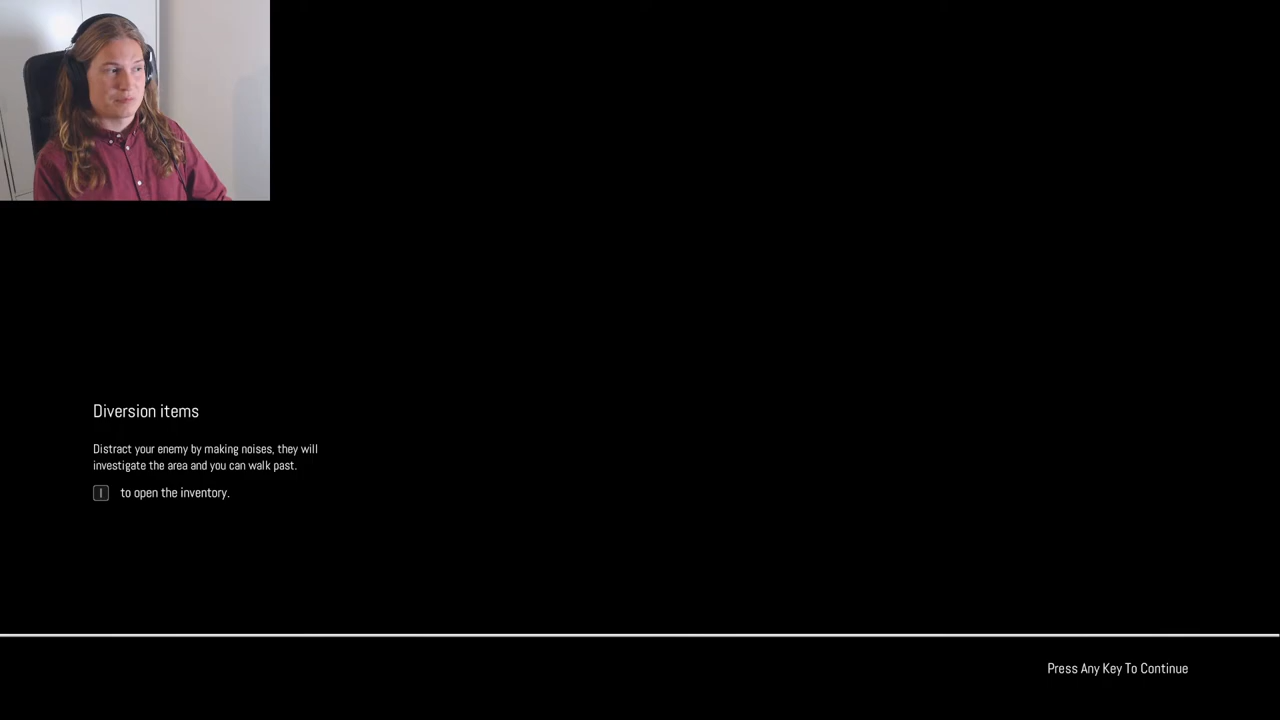 Diversion items
Distract your enemy by making noises, they will
investigate the area and you can walk past.
I to open the inventory.
Press Any Key To Continue